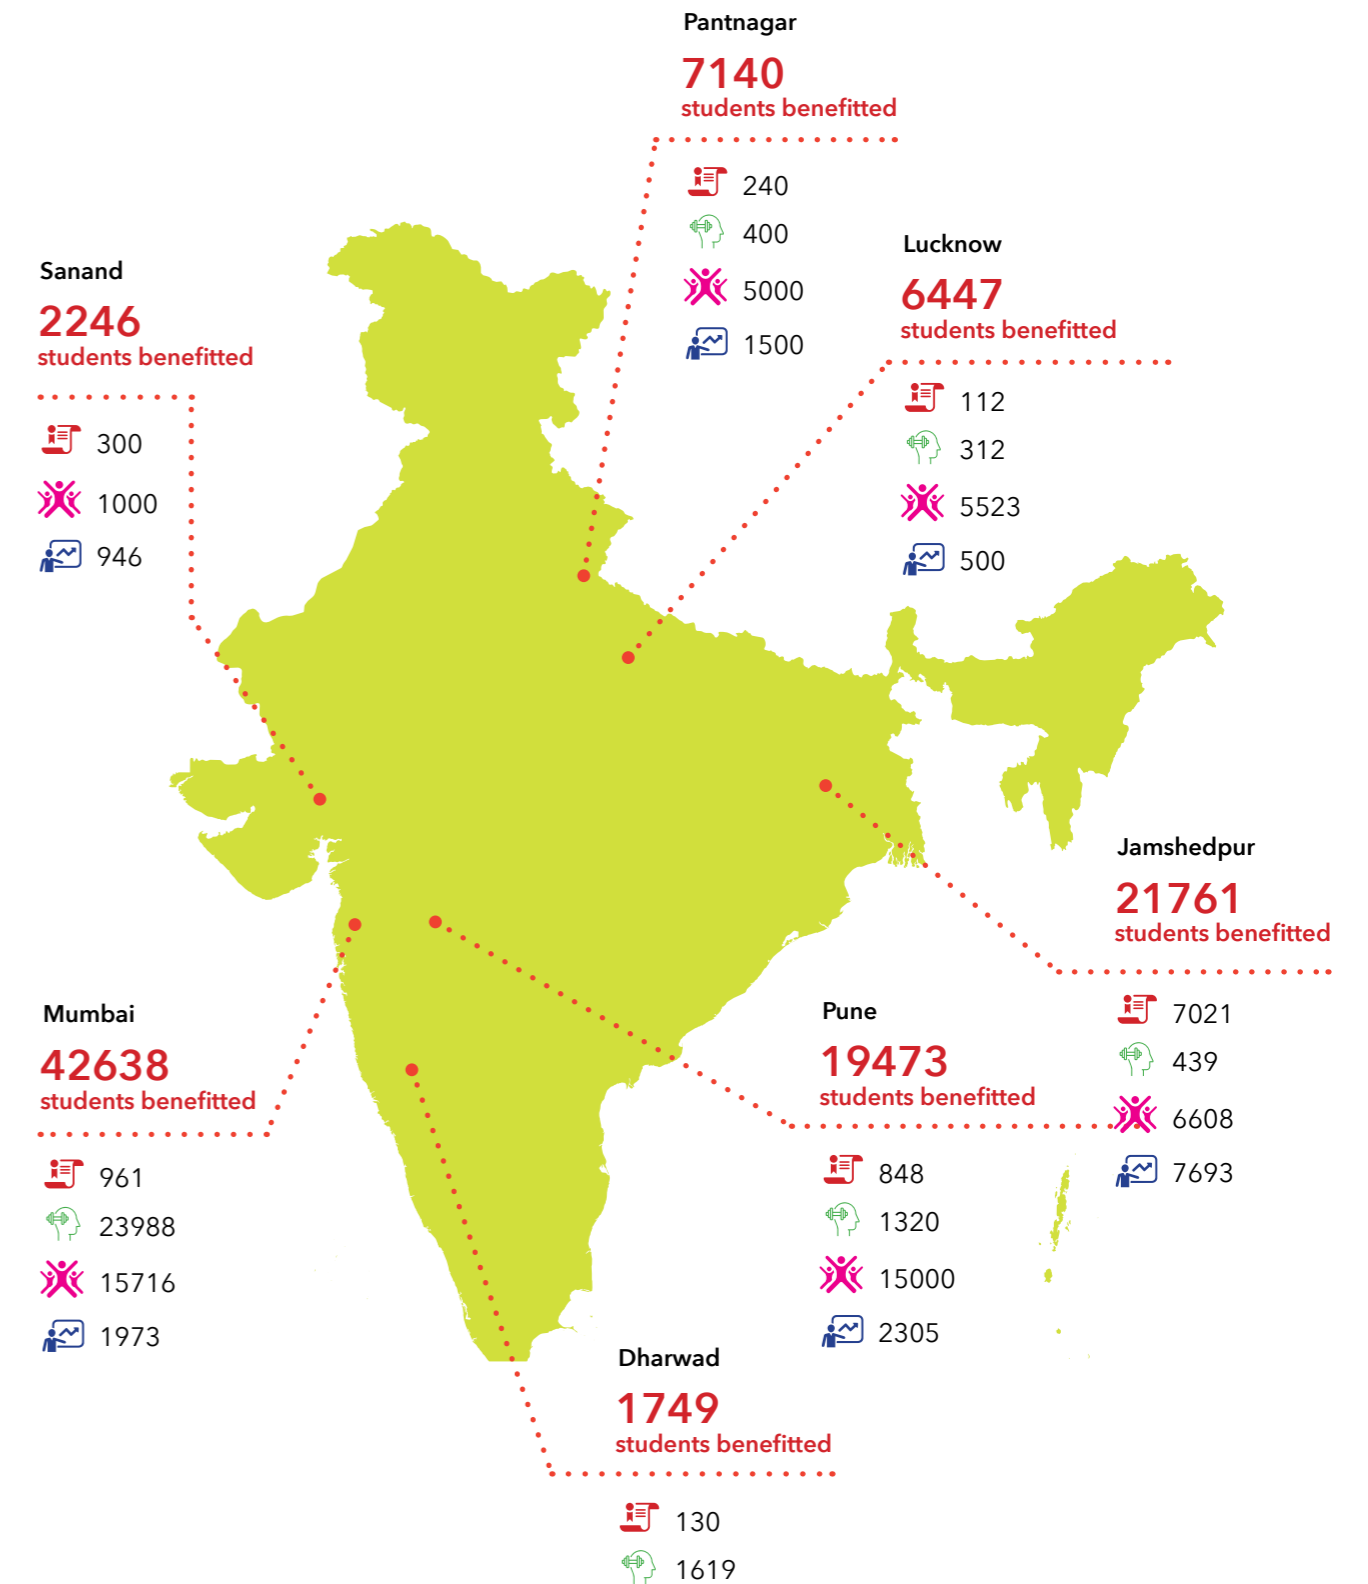 Pantnagar
7140
students benefitted
240
400
5000
1500
Lucknow
6447
students benefitted
112
312
5523
500
Sanand
2246
students benefitted
300
1000
946
Jamshedpur
21761
students benefitted
7021
439
6608
7693
Mumbai
42638
students benefitted
961
23988
15716
1973
Pune
19473
students benefitted
848
1320
15000
2305
Dharwad
1749
students benefitted
130
1619